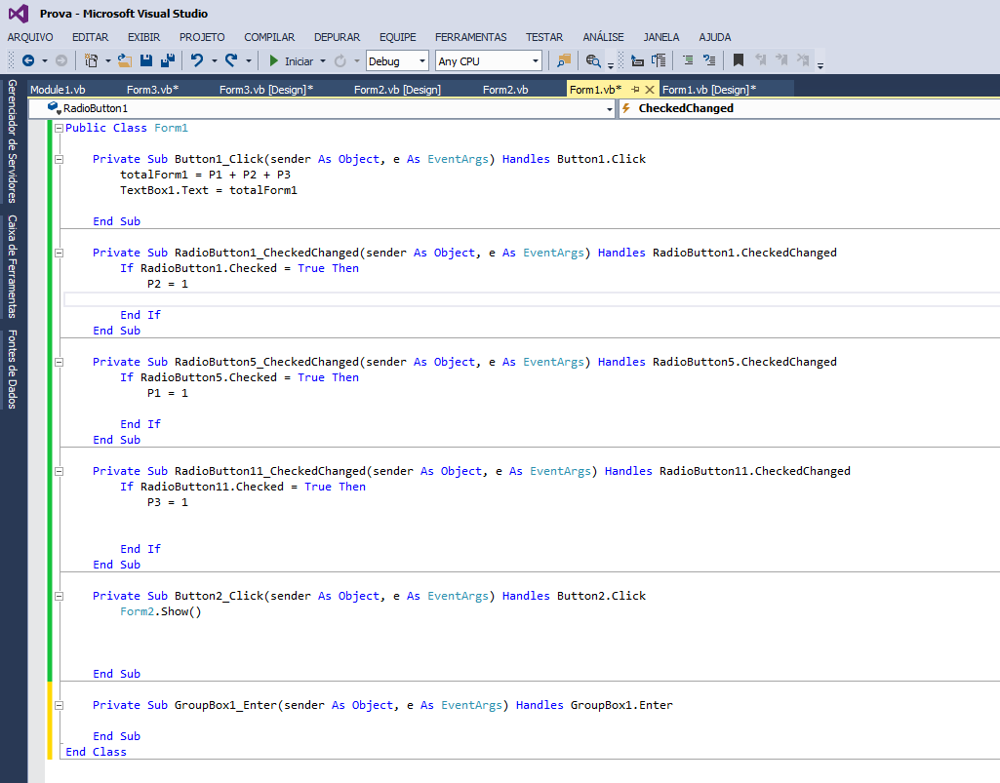 Prova - Microsoft Visual Studio
ARQUIVO EDITAR EXIBIR PROJETO COMPILAR DEPURAR EQUIPE FERRAMENTAS TESTAR ANÁLISE JANELA AJUDA
Iniciar Debug Any CPU
Module1.vb Form3.vb* Form3.vb [Design]* Form2.vb [Design] Form2.vb Form1.vb* Form1.vb [Design]*
RadioButton1 CheckedChanged
Gerenciador de Servidores
Caixa de Ferramentas
Fontes de Dados
Public Class Form1
Private Sub Button1_Click(sender As Object, e As EventArgs) Handles Button1.Click
totalForm1 = P1 + P2 + P3
TextBox1.Text = totalForm1
End Sub
Private Sub RadioButton1_CheckedChanged(sender As Object, e As EventArgs) Handles RadioButton1.CheckedChanged
If RadioButton1.Checked = True Then
P2 = 1
End If
End Sub
Private Sub RadioButton5_CheckedChanged(sender As Object, e As EventArgs) Handles RadioButton5.CheckedChanged
If RadioButton5.Checked = True Then
P1 = 1
End If
End Sub
Private Sub RadioButton11_CheckedChanged(sender As Object, e As EventArgs) Handles RadioButton11.CheckedChanged
If RadioButton11.Checked = True Then
P3 = 1
End If
End Sub
Private Sub Button2_Click(sender As Object, e As EventArgs) Handles Button2.Click
Form2.Show()
End Sub
Private Sub GroupBox1_Enter(sender As Object, e As EventArgs) Handles GroupBox1.Enter
End Sub
End Class